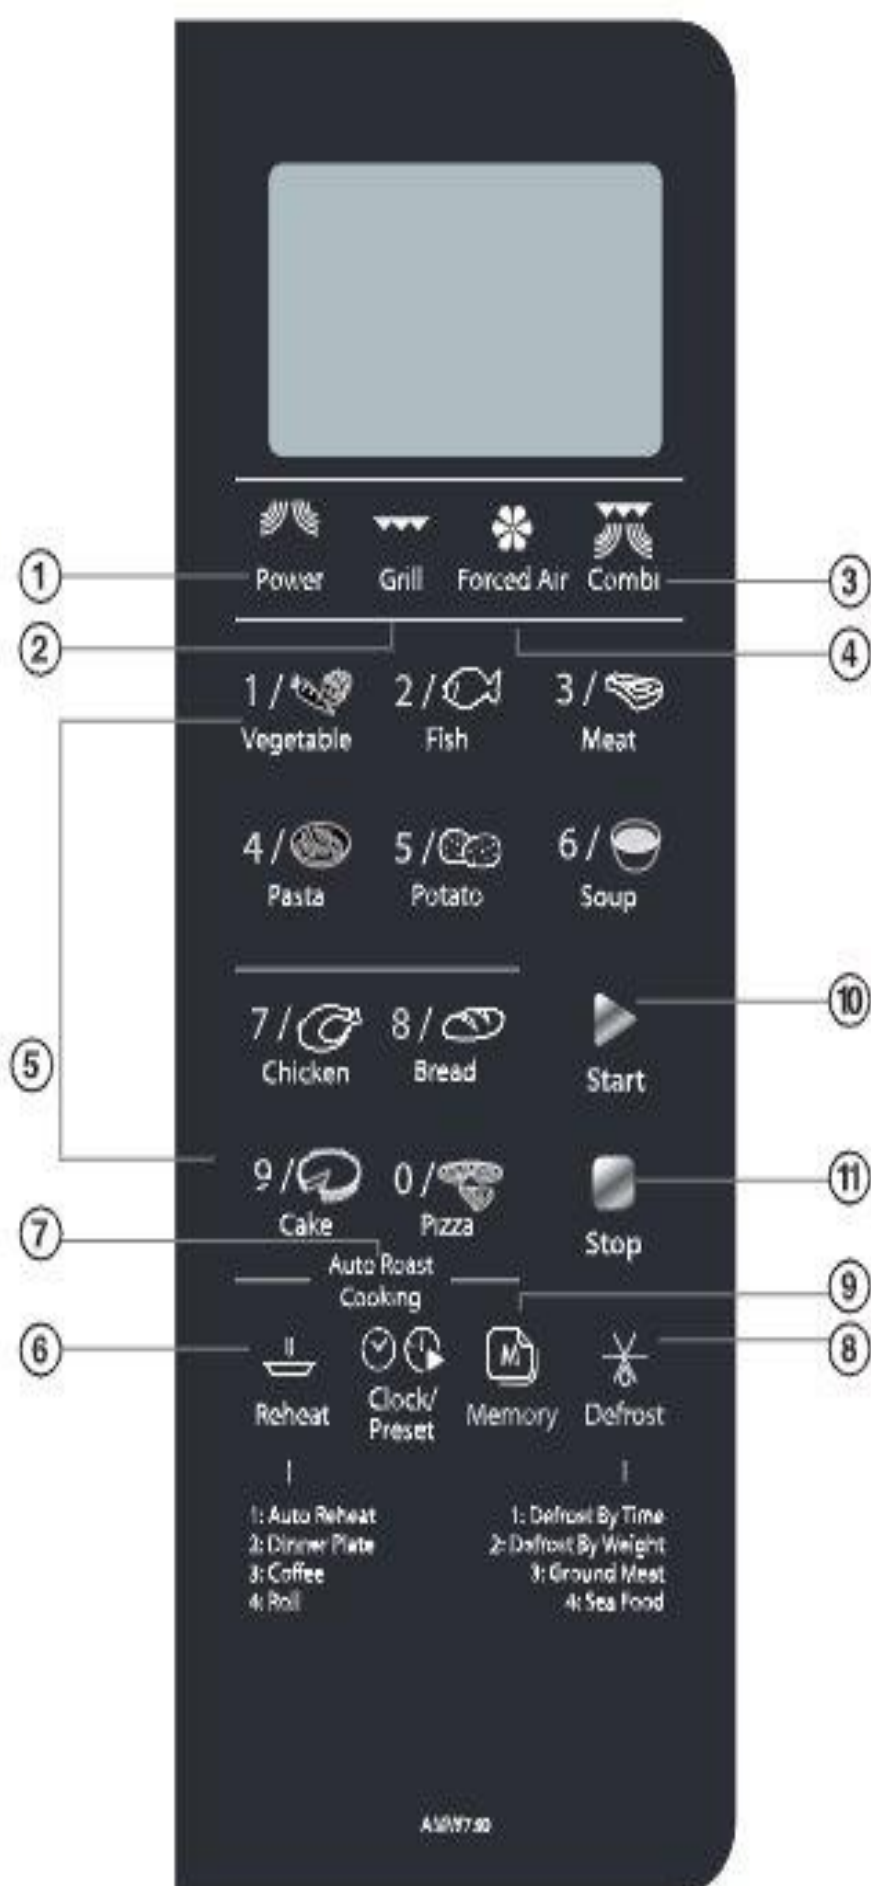 Power Grill Forced Air Combi
1
3
2
4
1 / 2 / 3 /
Vegetable Fish Meat
4 / 5 / 6 /
Pasta Potato Soup
10
7 / 8 /
Chicken Bread Start
5
9 / 0 /
11
Cake Pizza Stop
7
Auto Roast
Cooking
9
6
8
M
Reheat Clock/
Preset Memory Defrost
1: Auto Reheat
2: Dinner Plate
3: Coffee
4: Roll
1: Defrost By Time
2: Defrost By Weight
3: Ground Meat
4: Sea Food